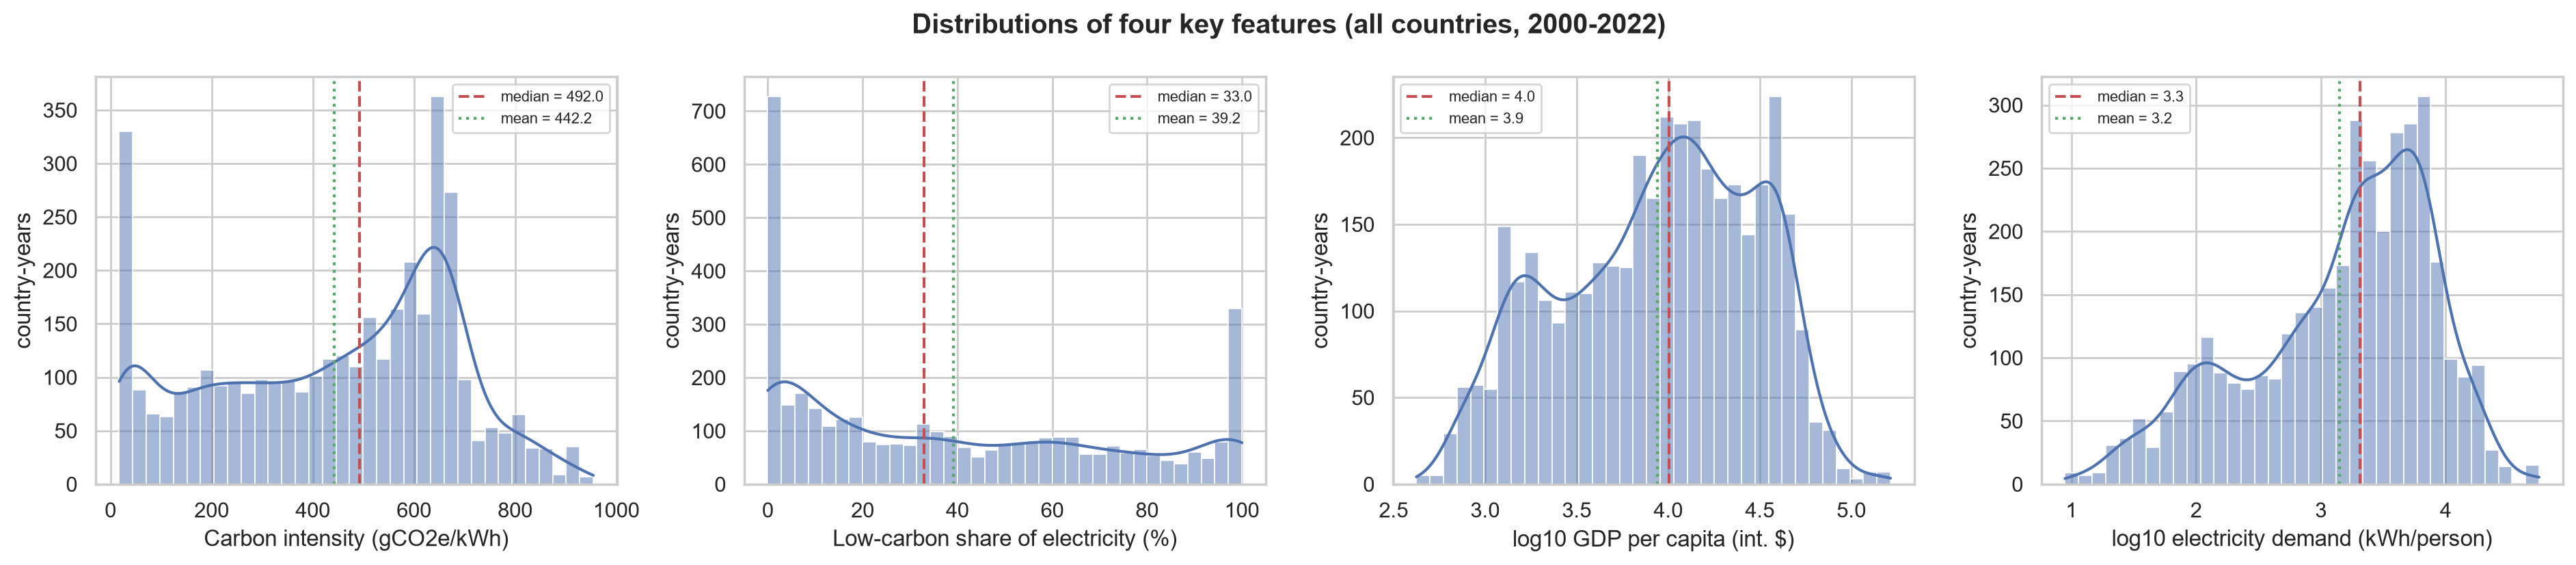 Distributions of four key features (all countries, 2000-2022)
country-years
350
300
250
200
150
100
50
0
0
200
400
600
800
1000
Carbon intensity (gCO2e/kWh)
median = 492.0
mean = 442.2
country-years
700
600
500
400
300
200
100
0
0
20
40
60
80
100
Low-carbon share of electricity (%)
median = 33.0
mean = 39.2
country-years
200
150
100
50
0
2.5
3.0
3.5
4.0
4.5
5.0
log10 GDP per capita (int. $)
median = 4.0
mean = 3.9
country-years
300
250
200
150
100
50
0
1
2
3
4
log10 electricity demand (kWh/person)
median = 3.3
mean = 3.2